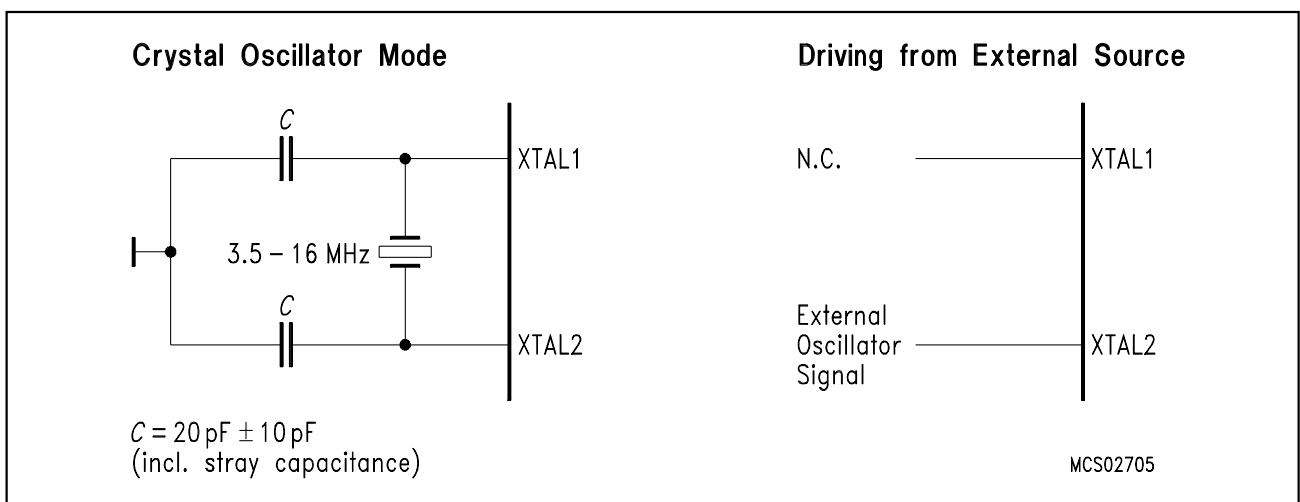 Crystal Oscillator Mode
C
XTAL1
3.5 – 16 MHz
C
XTAL2
C = 20 pF ± 10 pF
(incl. stray capacitance)
Driving from External Source
N.C.
XTAL1
External
Oscillator
Signal
XTAL2
MCS02705